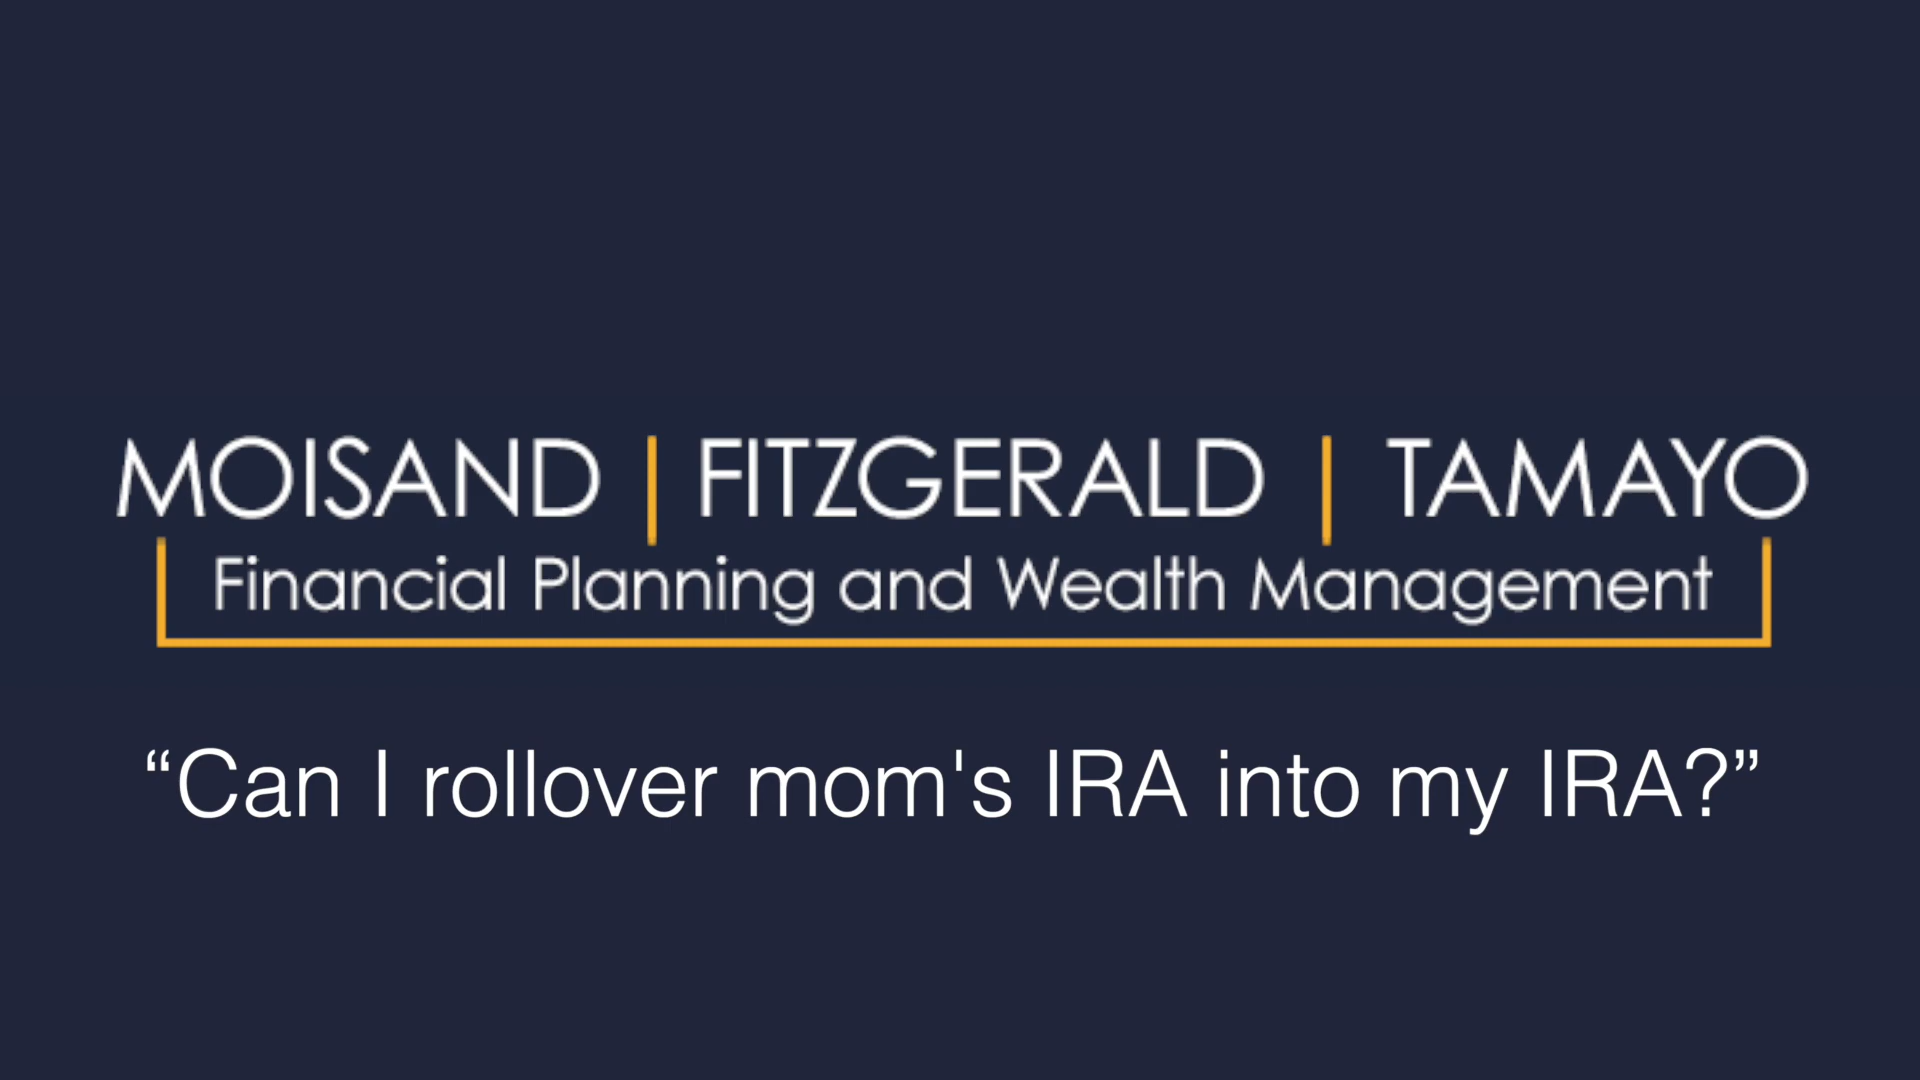 MOISAND | FITZGERALD | TAMAYO
Financial Planning and Wealth Management
“Can I rollover mom's IRA into my IRA?”